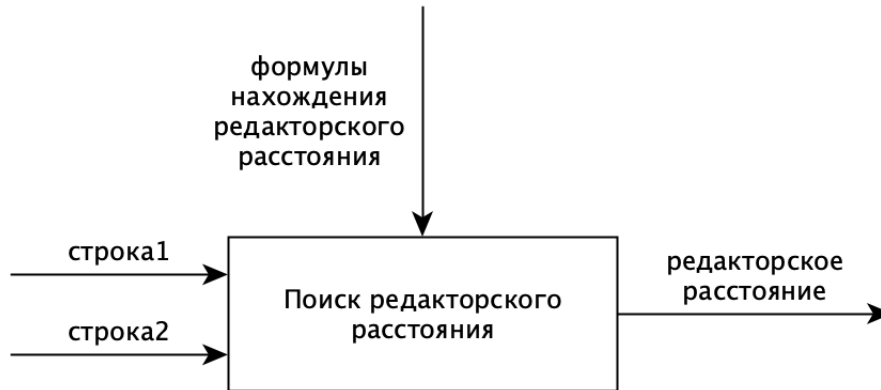 формулы
нахождения
редакторского
расстояния
строка1
строка2
Поиск редакторского
расстояния
редакторское
расстояние